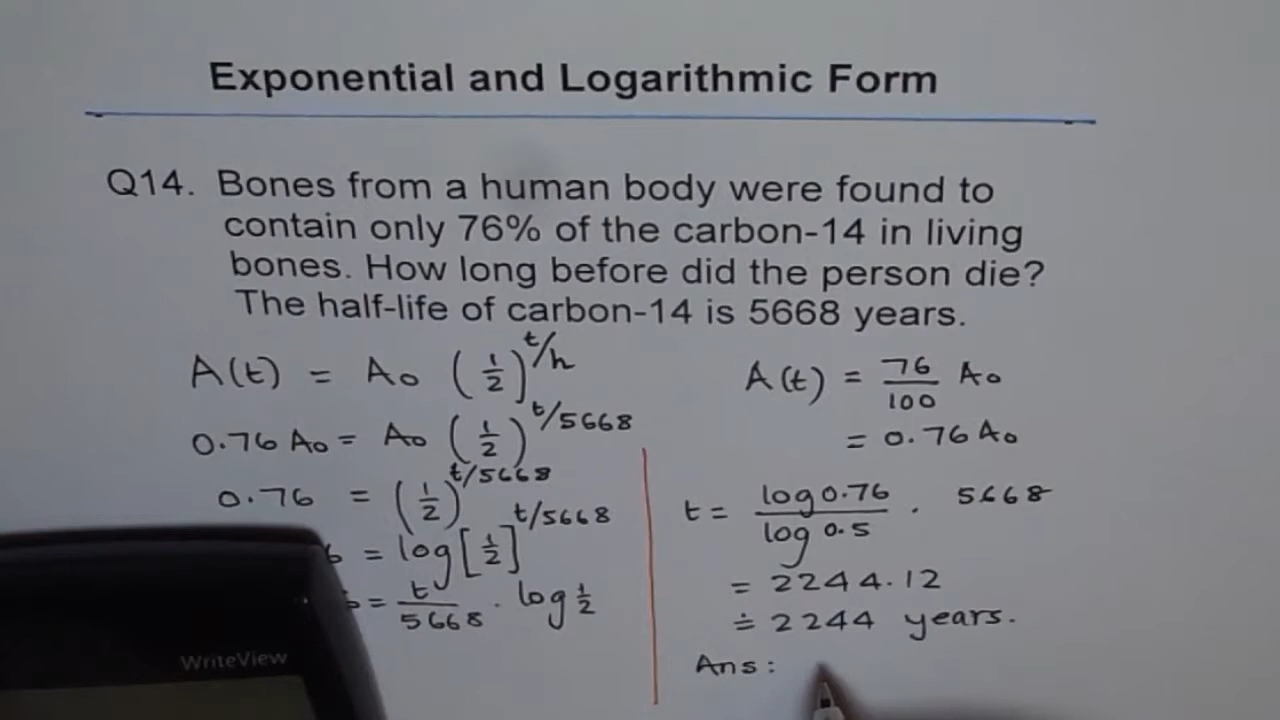 Exponential and Logarithmic Form
Q14. Bones from a human body were found to
contain only 76% of the carbon-14 in living
bones. How long before did the person die?
The half-life of carbon-14 is 5668 years.
A(t) = A₀ (1/2)^t/h
0.76 A₀ = A₀ (1/2)^t/5668
0.76 = (1/2)^t/5668
= log[1/2]^t/5668
= t/5668 · log 1/2
A(t) = 76/100 A₀
= 0.76 A₀
t = log 0.76/log 0.5 · 5668
= 2244.12
≐ 2244 years.
Ans:
WriteView